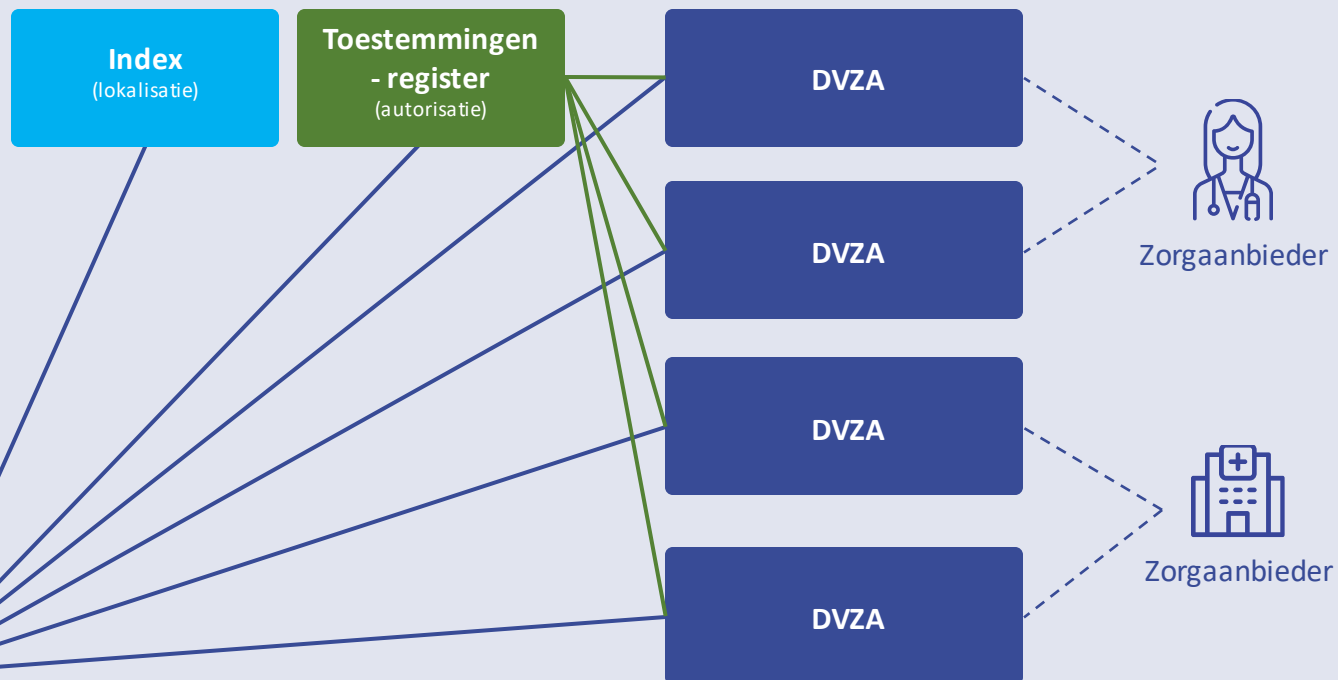 Index
(lokalisatie)
Toestemmingen
- register
(autorisatie)
DVZA
DVZA
Zorgaanbieder
DVZA
Zorgaanbieder
DVZA